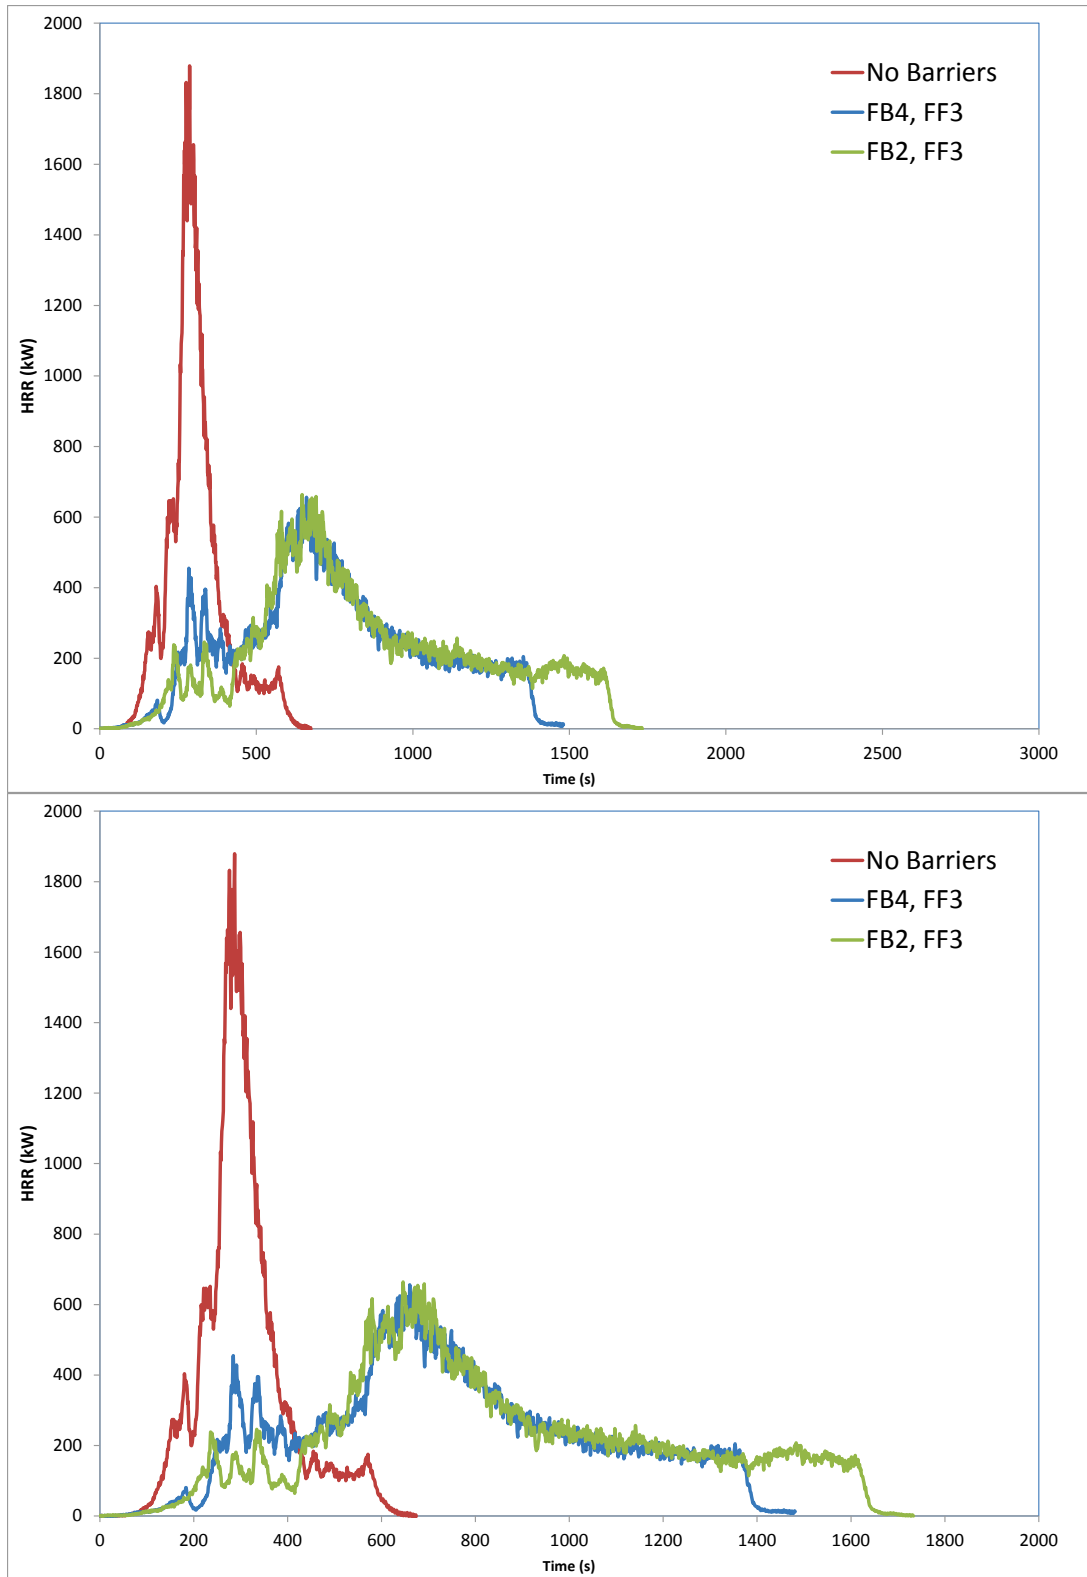 2000
1800
1600
1400
1200
1000
800
600
400
200
0
HRR (kW)
No Barriers
FB4, FF3
FB2, FF3
0 500 1000 1500 2000 2500 3000
Time (s)
2000
1800
1600
1400
1200
1000
800
600
400
200
0
HRR (kW)
No Barriers
FB4, FF3
FB2, FF3
0 200 400 600 800 1000 1200 1400 1600 1800 2000
Time (s)